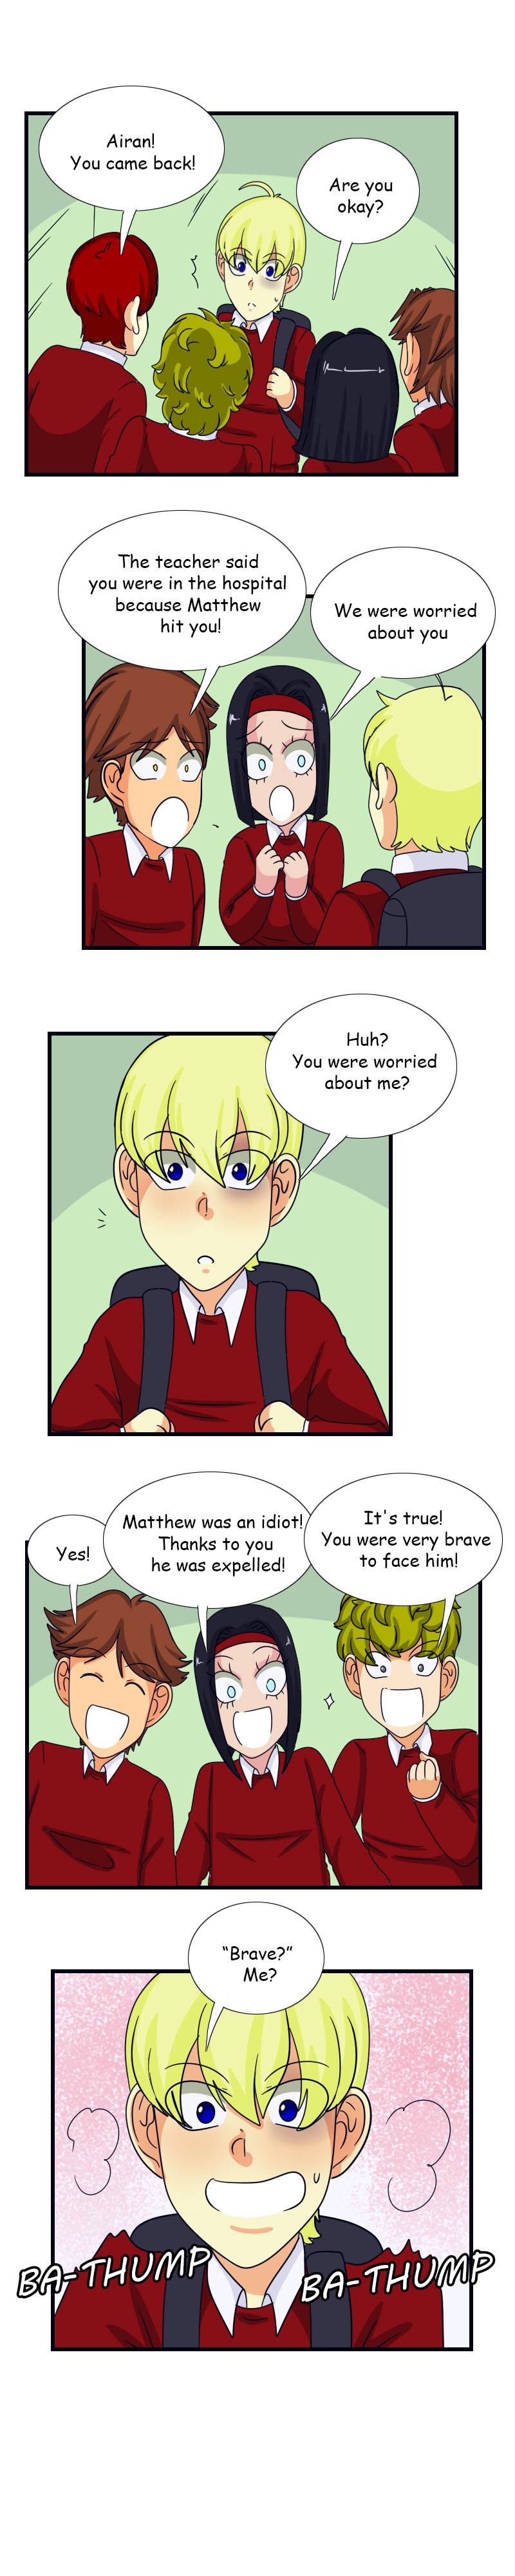 Airan!
You came back!
Are you
okay?
The teacher said
you were in the hospital
because Matthew
hit you!
We were worried
about you
Huh?
You were worried
about me?
Yes!
Matthew was an idiot!
Thanks to you
he was expelled!
It's true!
You were very brave
to face him!
“Brave?”
Me?
BA-THUMP
BA-THUMP